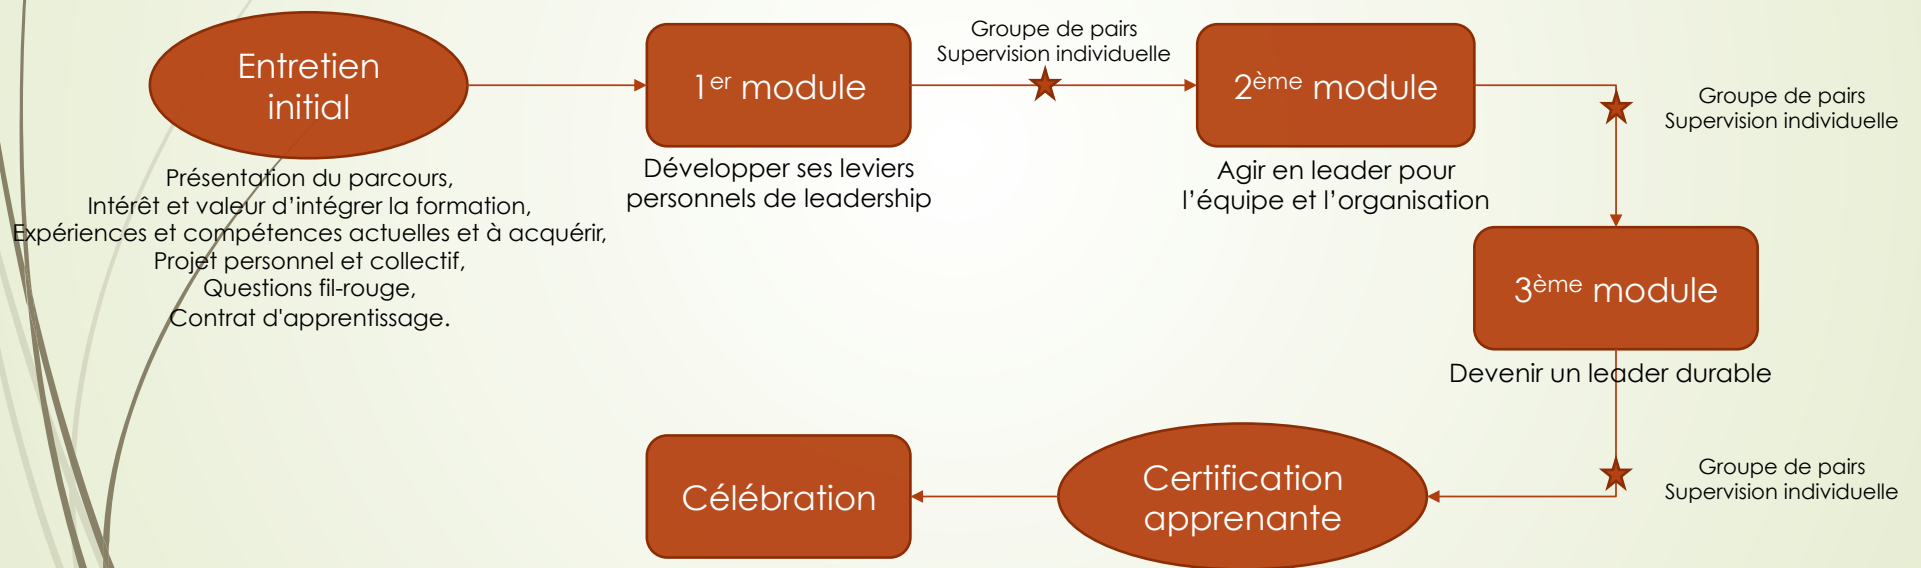 Entretien
initial
Présentation du parcours,
Intérêt et valeur d'intégrer la formation,
Expériences et compétences actuelles et à acquérir,
Projet personnel et collectif,
Questions fil-rouge,
Contrat d'apprentissage.
1er module
Développer ses leviers
personnels de leadership
Groupe de pairs
Supervision individuelle
2ème module
Agir en leader pour
l'équipe et l'organisation
Groupe de pairs
Supervision individuelle
3ème module
Devenir un leader durable
Groupe de pairs
Supervision individuelle
Certification
apprenante
Célébration